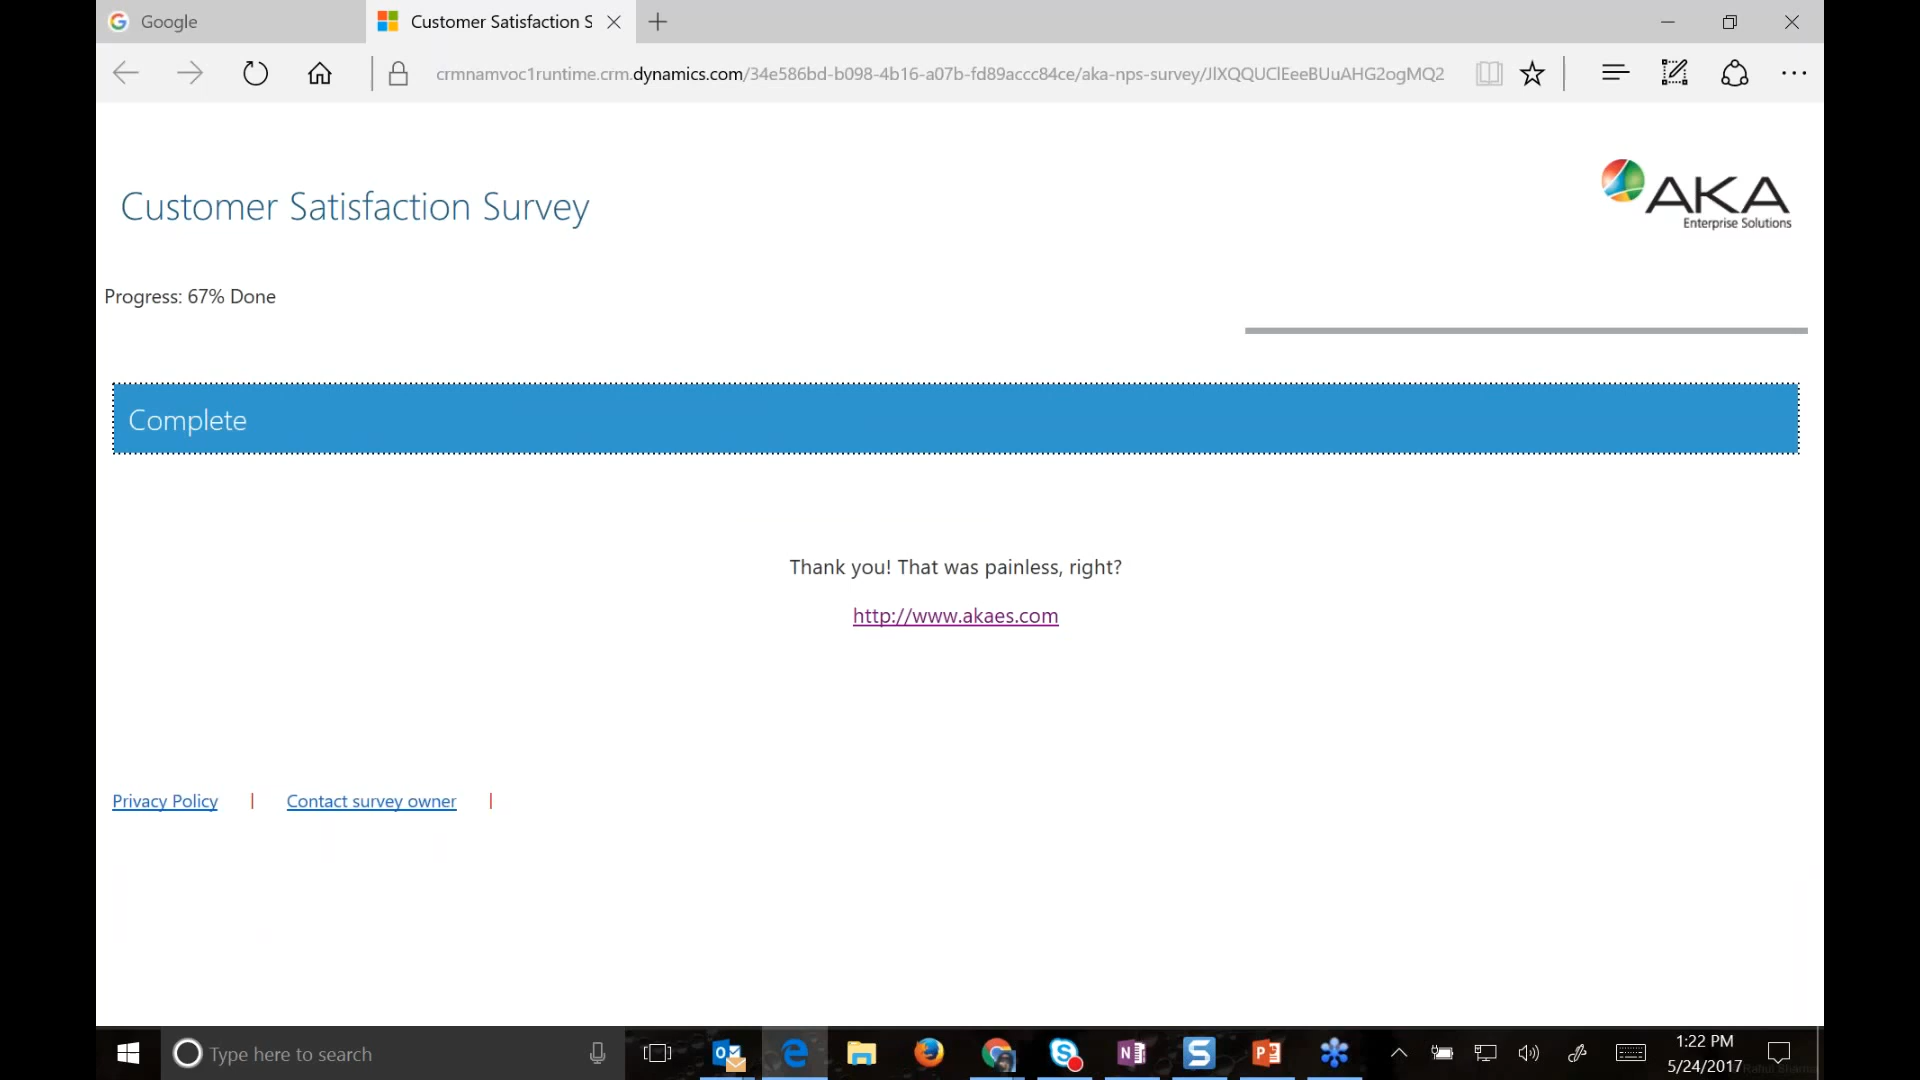 Google
Customer Satisfaction S
crmnamvoc1runtime.crm.dynamics.com/34e586bd-b098-4b16-a07b-fd89accc84ce/aka-nps-survey/JlXQQUClEeeBUuAHG2ogMQ2
AKA
Enterprise Solutions
Customer Satisfaction Survey
Progress: 67% Done
Complete
Thank you! That was painless, right?
http://www.akaes.com
Privacy Policy | Contact survey owner |
Type here to search
1:22 PM
5/24/2017